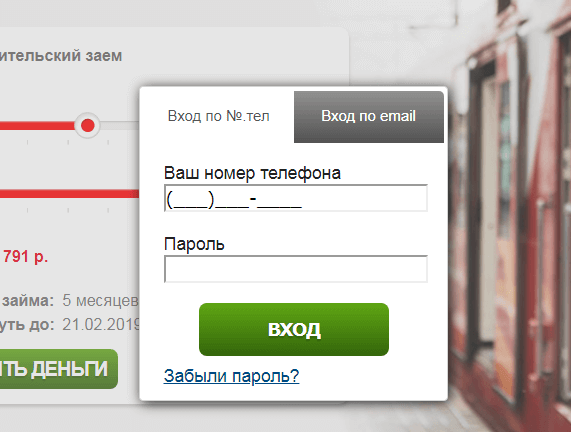 ительский заем
Вход по №.тел
Вход по email
Ваш номер телефона
(___)___-____
Пароль
791 р.
займа: 5 месяцев
уть до: 21.02.2019
ВХОД
ТЬ ДЕНЬГИ
Забыли пароль?